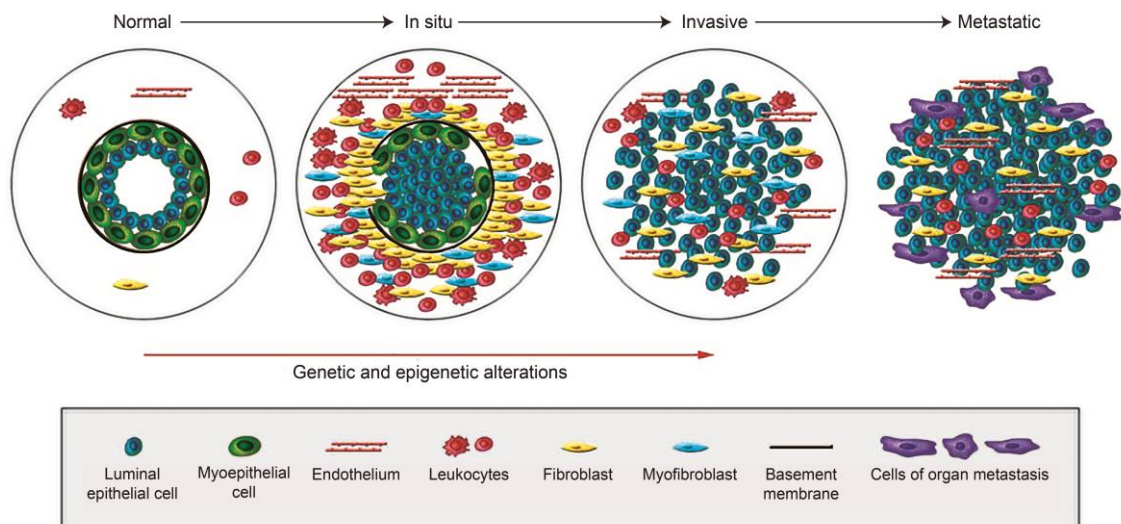 Normal
In situ
Invasive
Metastatic
Genetic and epigenetic alterations
Luminal
epithelial cell
Myoepithelial
cell
Endothelium
Leukocytes
Fibroblast
Myofibroblast
Basement
membrane
Cells of organ metastasis